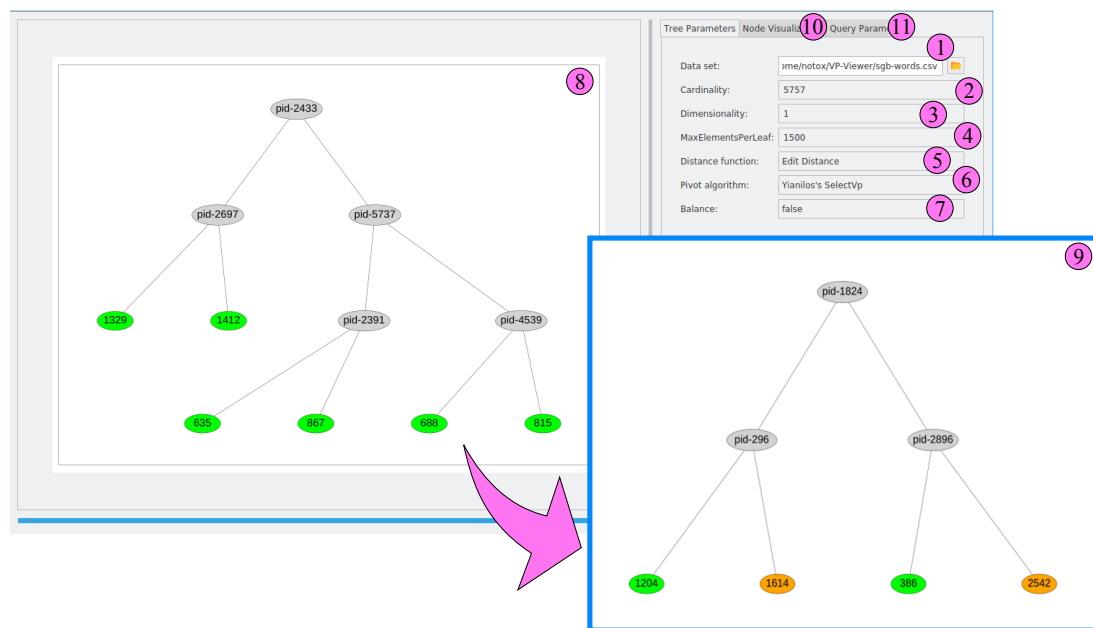 Tree Parameters Node Visualiz 10 Query Param 11
1
Data set: ome/notox/VP-Viewer/sgb-words.csv
8
Cardinality: 5757 2
pid-2433
Dimensionality: 1 3
MaxElementsPerLeaf: 1500 4
Distance function: Edit Distance 5
Pivot algorithm: Yianilos's SelectVp 6
Balance: false 7
pid-2697 pid-5737
9
pid-1824
1329 1412 pid-2391 pid-4539
635 867 688 815
pid-296 pid-2896
1204 1614 386 2542